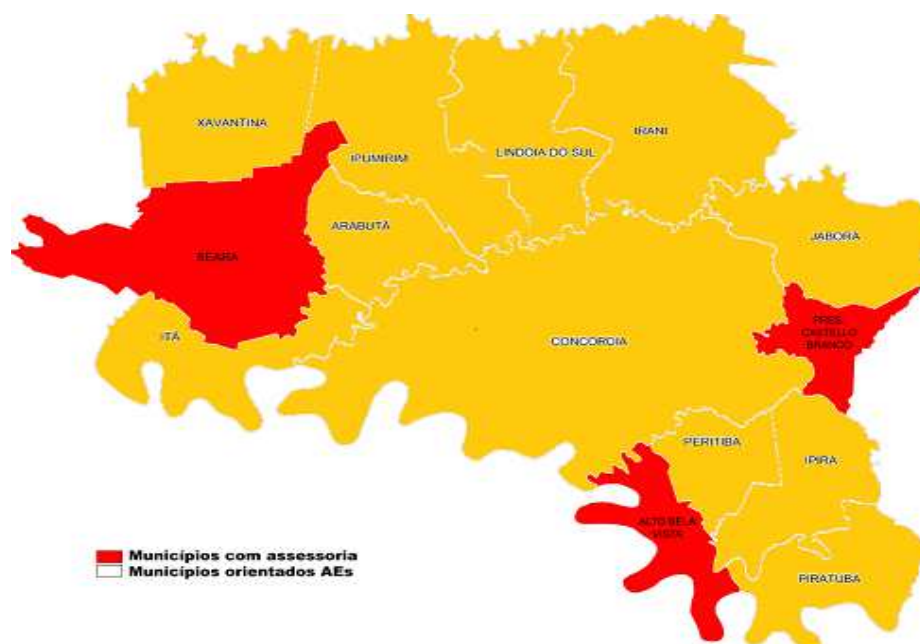 XAVANTINA
IRANI
IPUMIRIM
LINDOIA DO SUL
ARABUTÃ
JABORÁ
SEARA
PRES.
CASTELLO
BRANCO
ITÁ
CONCORDIA
PERITIBA
IPIRA
ALTO BELA
VISTA
PIRATUBA
Municípios com assessoria
Municípios orientados AEs